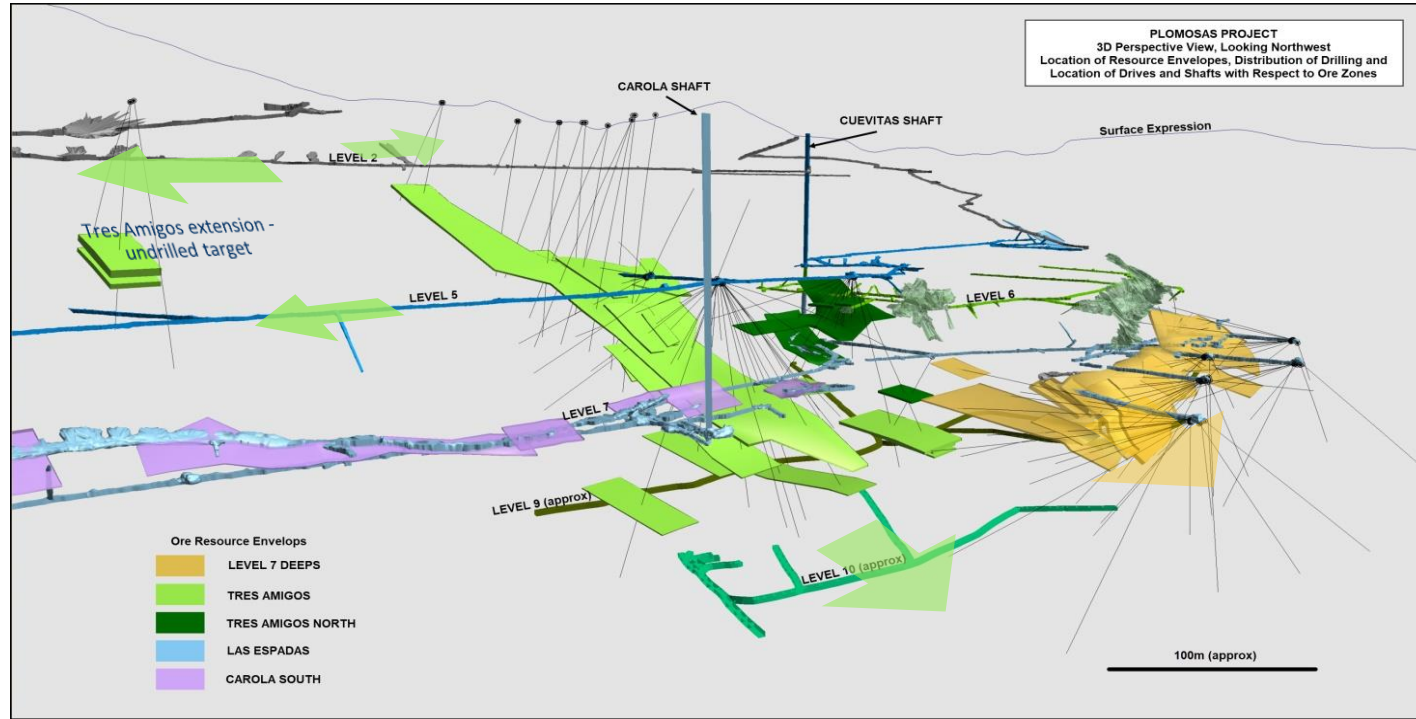 PLOMOSAS PROJECT
3D Perspective View, Looking Northwest
Location of Resource Envelopes, Distribution of Drilling and
Location of Drives and Shafts with Respect to Ore Zones
CAROLA SHAFT
CUEVITAS SHAFT
Surface Expression
LEVEL 2
Tres Amigos extension -
undrilled target
LEVEL 5
LEVEL 6
LEVEL 7
LEVEL 9 (approx)
LEVEL 10 (approx)
Ore Resource Envelops
LEVEL 7 DEEPS
TRES AMIGOS
TRES AMIGOS NORTH
LAS ESPADAS
CAROLA SOUTH
100m (approx)